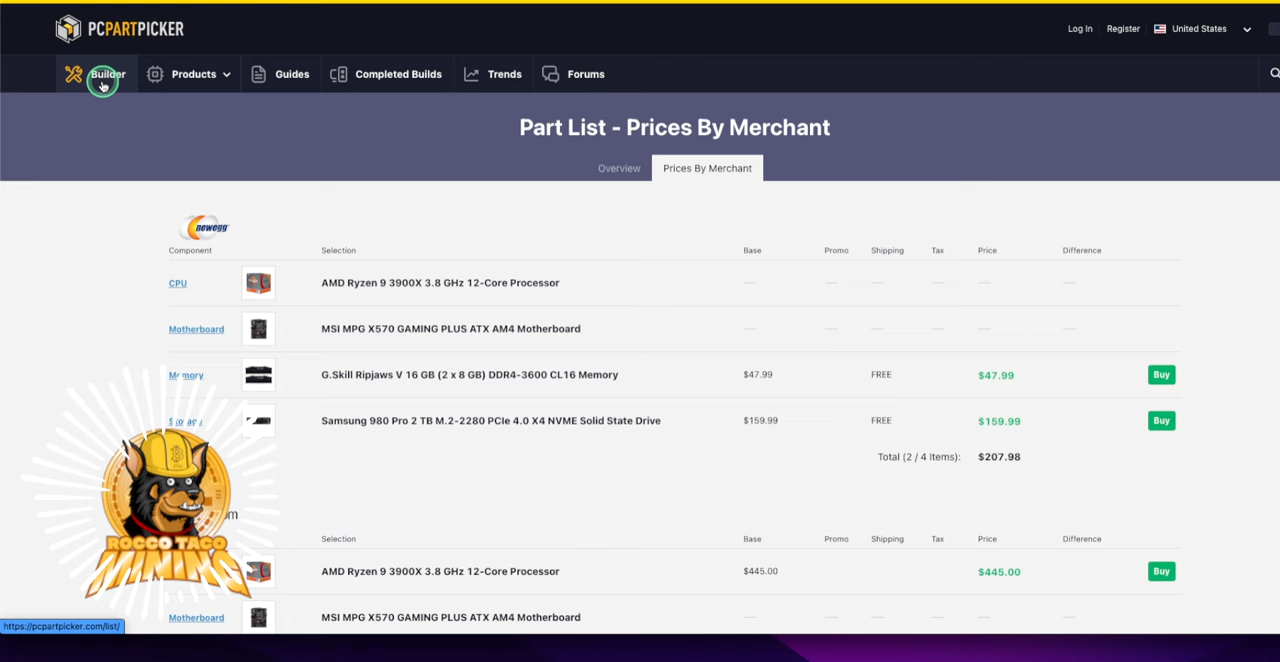 PCPARTPICKER
Log In Register United States
Builder Products Guides Completed Builds Trends Forums
Part List - Prices By Merchant
Overview Prices By Merchant
newegg
Component Selection Base Promo Shipping Tax Price Difference
CPU AMD Ryzen 9 3900X 3.8 GHz 12-Core Processor — — — — — —
Motherboard MSI MPG X570 GAMING PLUS ATX AM4 Motherboard — — — — — —
Memory G.Skill Ripjaws V 16 GB (2 x 8 GB) DDR4-3600 CL16 Memory $47.99 FREE $47.99 Buy
Storage Samsung 980 Pro 2 TB M.2-2280 PCIe 4.0 X4 NVME Solid State Drive $159.99 FREE $159.99 Buy
Total (2 / 4 Items): $207.98
om
Selection Base Promo Shipping Tax Price Difference
AMD Ryzen 9 3900X 3.8 GHz 12-Core Processor $445.00 $445.00 Buy
Motherboard MSI MPG X570 GAMING PLUS ATX AM4 Motherboard — — — — — —
ROCCO TACO
MINING
https://pcpartpicker.com/list/